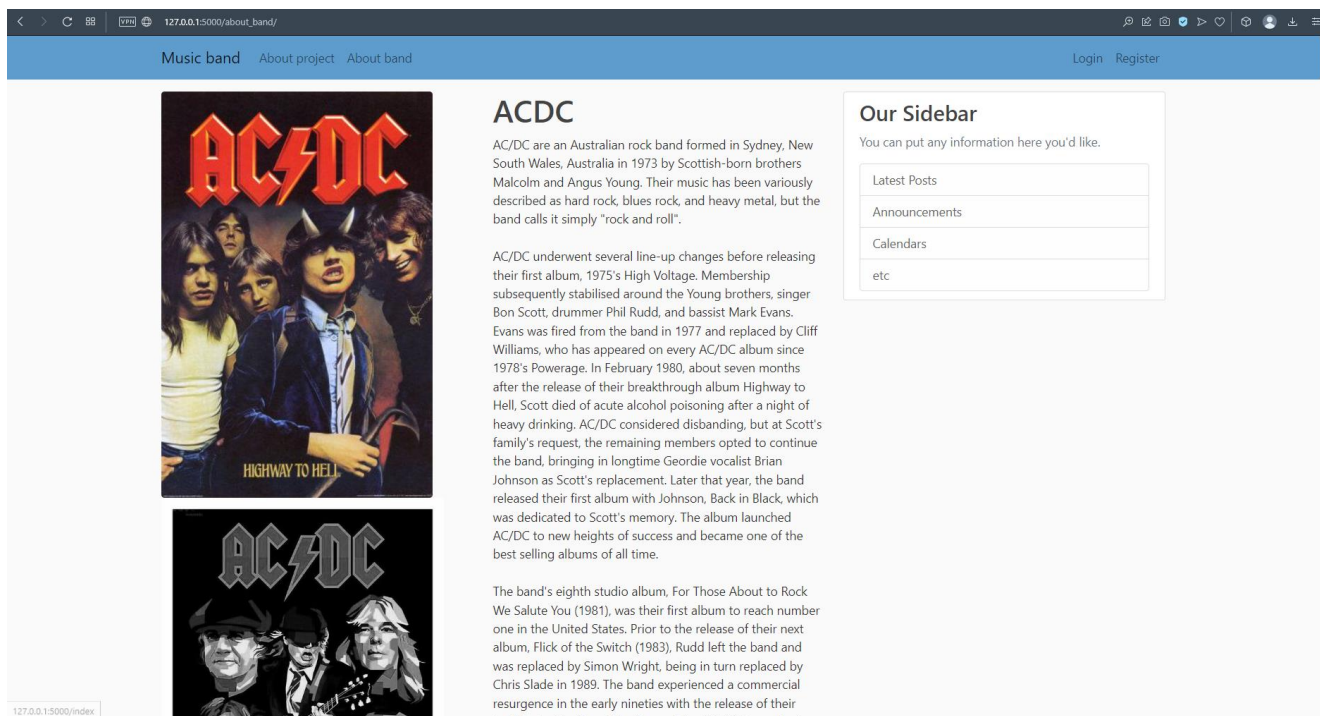 VPN 127.0.0.1:5000/about_band/
Music band About project About band Login Register
AC/DC
HIGHWAY TO HELL
AC/DC
ACDC
AC/DC are an Australian rock band formed in Sydney, New
South Wales, Australia in 1973 by Scottish-born brothers
Malcolm and Angus Young. Their music has been variously
described as hard rock, blues rock, and heavy metal, but the
band calls it simply "rock and roll".
AC/DC underwent several line-up changes before releasing
their first album, 1975's High Voltage. Membership
subsequently stabilised around the Young brothers, singer
Bon Scott, drummer Phil Rudd, and bassist Mark Evans.
Evans was fired from the band in 1977 and replaced by Cliff
Williams, who has appeared on every AC/DC album since
1978's Powerage. In February 1980, about seven months
after the release of their breakthrough album Highway to
Hell, Scott died of acute alcohol poisoning after a night of
heavy drinking. AC/DC considered disbanding, but at Scott's
family's request, the remaining members opted to continue
the band, bringing in longtime Geordie vocalist Brian
Johnson as Scott's replacement. Later that year, the band
released their first album with Johnson, Back in Black, which
was dedicated to Scott's memory. The album launched
AC/DC to new heights of success and became one of the
best selling albums of all time.
The band's eighth studio album, For Those About to Rock
We Salute You (1981), was their first album to reach number
one in the United States. Prior to the release of their next
album, Flick of the Switch (1983), Rudd left the band and
was replaced by Simon Wright, being in turn replaced by
Chris Slade in 1989. The band experienced a commercial
resurgence in the early nineties with the release of their
Our Sidebar
You can put any information here you'd like.
Latest Posts
Announcements
Calendars
etc
127.0.0.1:5000/index